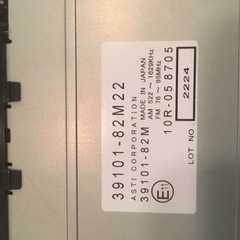 39101-82M22
ASTI CORPORATION
39101-82M MADE IN JAPAN
AM 522 ~ 1629KHz
FM 76 ~ 95MHz
10R-058705
E11
LOT NO.
2224